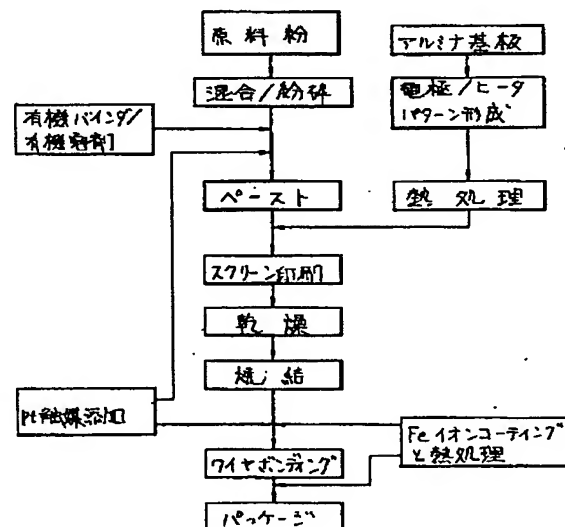 原料粉
アルミナ基板
混合/粉砕
電極/ヒータ
パターン形成
有機バインダ/
有機溶剤
ペースト
熱処理
スクリーン印刷
乾燥
焼結
Pt触媒添加
Feイオンコーティング
と熱処理
ワイヤボンディング
パッケージ